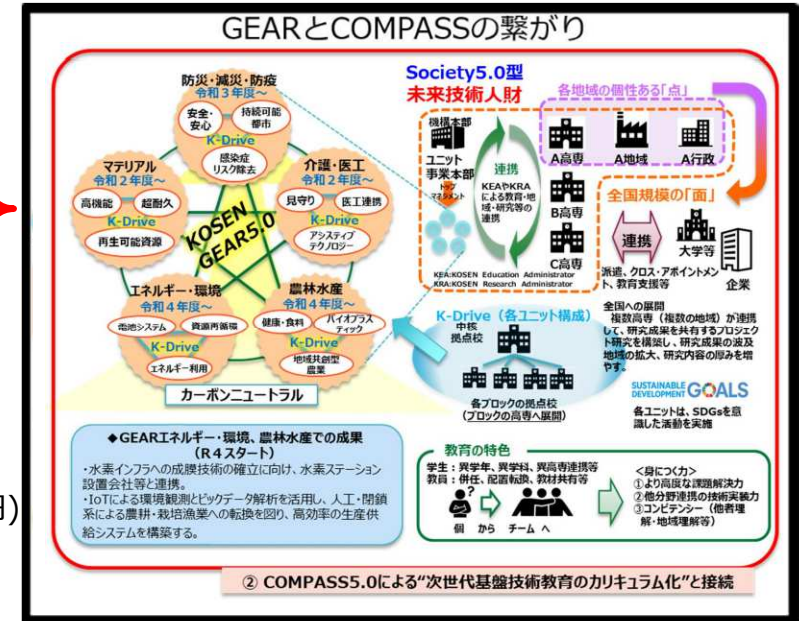 GEARとCOMPASSの繋がり
防災・減災・防疫
令和3年度～
安全・
安心
持続可能
都市
K-Drive
感染症
リスク除去
マテリアル
令和2年度～
高機能
超耐久
K-Drive
再生可能資源
介護・医工
令和2年度～
見守り
医工連携
K-Drive
アシスティブ
テクノロジー
KOSEN
GEAR5.0
エネルギー・環境
令和4年度～
電池システム
資源再循環
K-Drive
エネルギー利用
農林水産
令和4年度～
健康・食料
バイオプラス
ティック
K-Drive
地域共創型
農業
カーボンニュートラル
Society5.0型
未来技術人財
機構本部
ユニット
事業本部
トップ
マネジメント
連携
KEAやKRA
による教育・地
域・研究等の
連携
KEA:KOSEN Education Administrator
KRA:KOSEN Research Administrator
各地域の個性ある「点」
A高専
A地域
A行政
B高専
C高専
全国規模の「面」
連携
大学等
企業
派遣、クロス・アポイントメン
ト、教育支援等
全国への展開
複数高専（複数の地域）が連携
して、研究成果を共有するプロジェク
ト研究を構築し、研究成果の波及
地域の拡大、研究内容の厚みを増
やす。
SUSTAINABLE
DEVELOPMENT
GOALS
各ユニットは、SDGsを意
識した活動を実施
K-Drive（各ユニット構成）
中核
拠点校
各ブロックの拠点校
(ブロックの高専へ展開)
◆GEARエネルギー・環境、農林水産での成果
（R４スタート）
・水素インフラへの成膜技術の確立に向け、水素ステーション
設置会社等と連携。
・IoTによる環境観測とビックデータ解析を活用し、人工・閉鎖
系による農耕・栽培漁業への転換を図り、高効率の生産供
給システムを構築する。
教育の特色
学生：異学年、異学科、異高専連携等
教員：併任、配置転換、教材共有等
?
個 から チーム へ
＜身につく力＞
①より高度な課題解決力
②他分野連携の技術実装力
③コンピテンシー（他者理
解・地域理解等）
② COMPASS5.0による“次世代基盤技術教育のカリキュラム化”と接続
円)